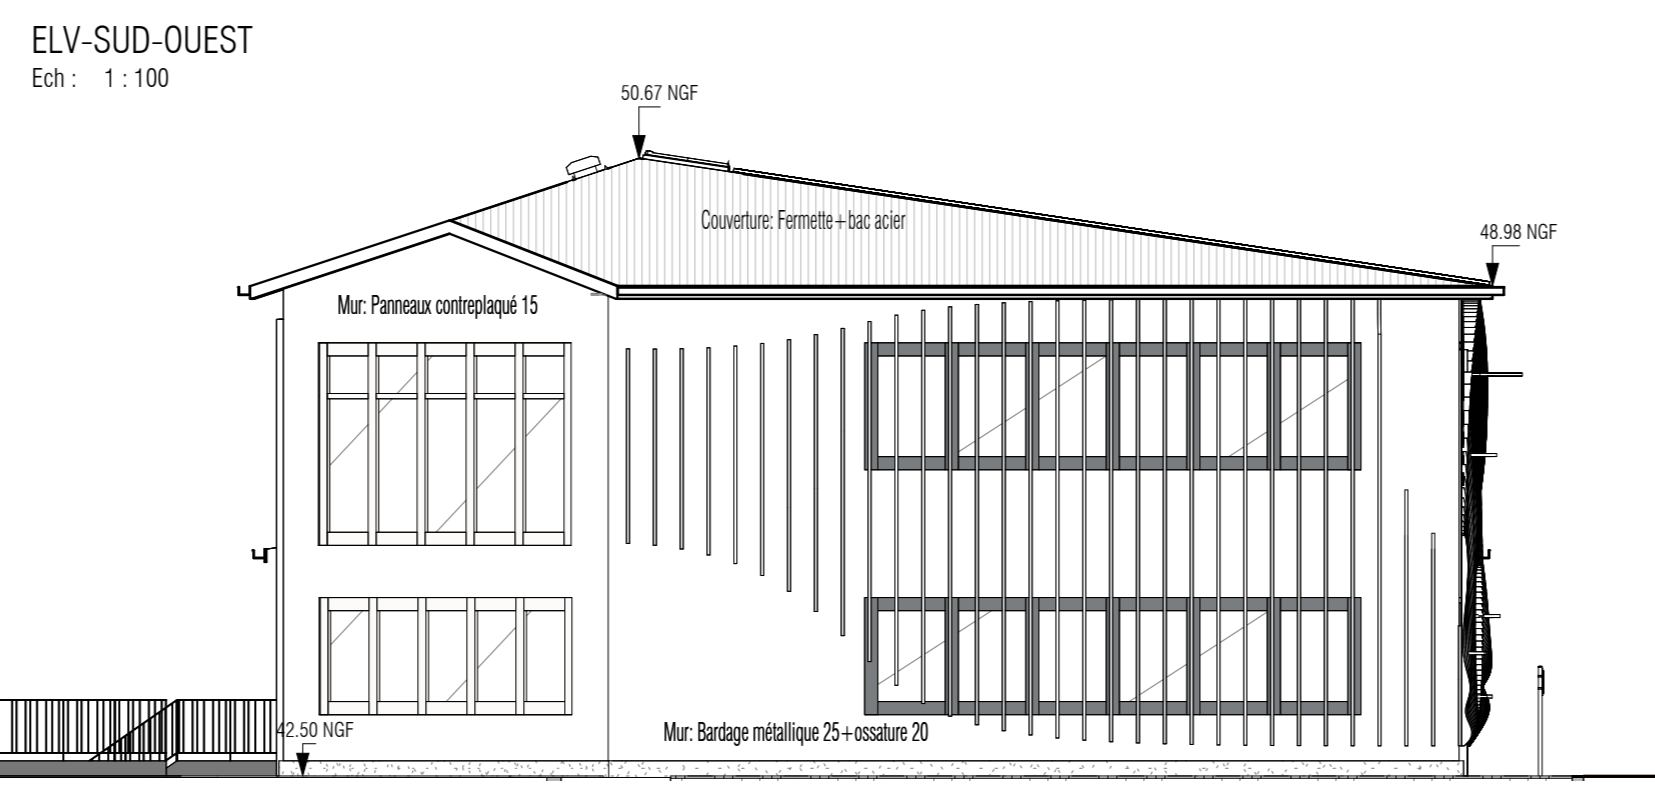 ELV-SUD-OUEST
Ech : 1 : 100
50.67 NGF
Couverture: Fermette+bac acier
48.98 NGF
Mur: Panneaux contreplaqué 15
42.50 NGF
Mur: Bardage métallique 25+ossature 20